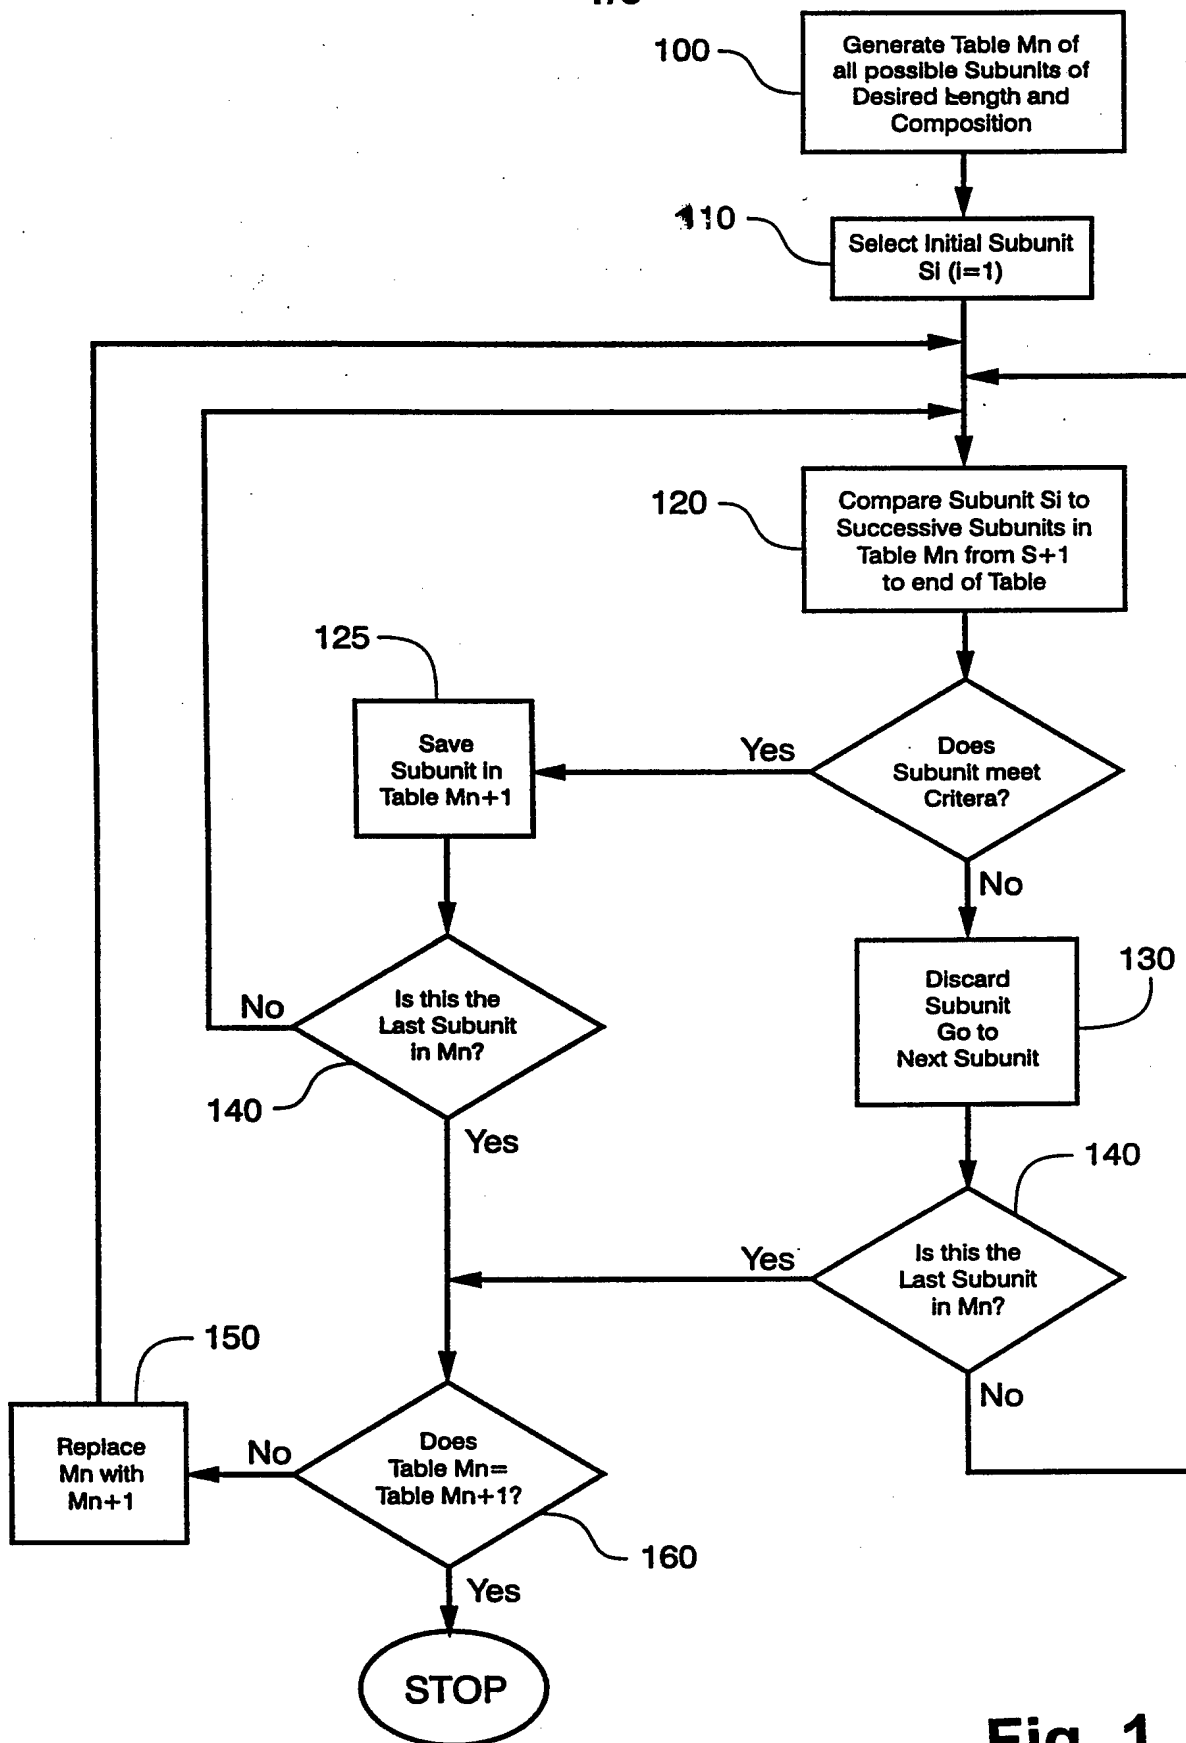 100
Generate Table Mn of
all possible Subunits of
Desired Length and
Composition
110
Select Initial Subunit
Si (i=1)
120
Compare Subunit Si to
Successive Subunits in
Table Mn from S+1
to end of Table
125
Save
Subunit in
Table Mn+1
Yes
Does
Subunit meet
Critera?
No
130
Discard
Subunit
Go to
Next Subunit
No
Is this the
Last Subunit
in Mn?
140
Yes
140
Yes
Is this the
Last Subunit
in Mn?
No
150
Replace
Mn with
Mn+1
No
Does
Table Mn=
Table Mn+1?
160
Yes
STOP
Fig. 1